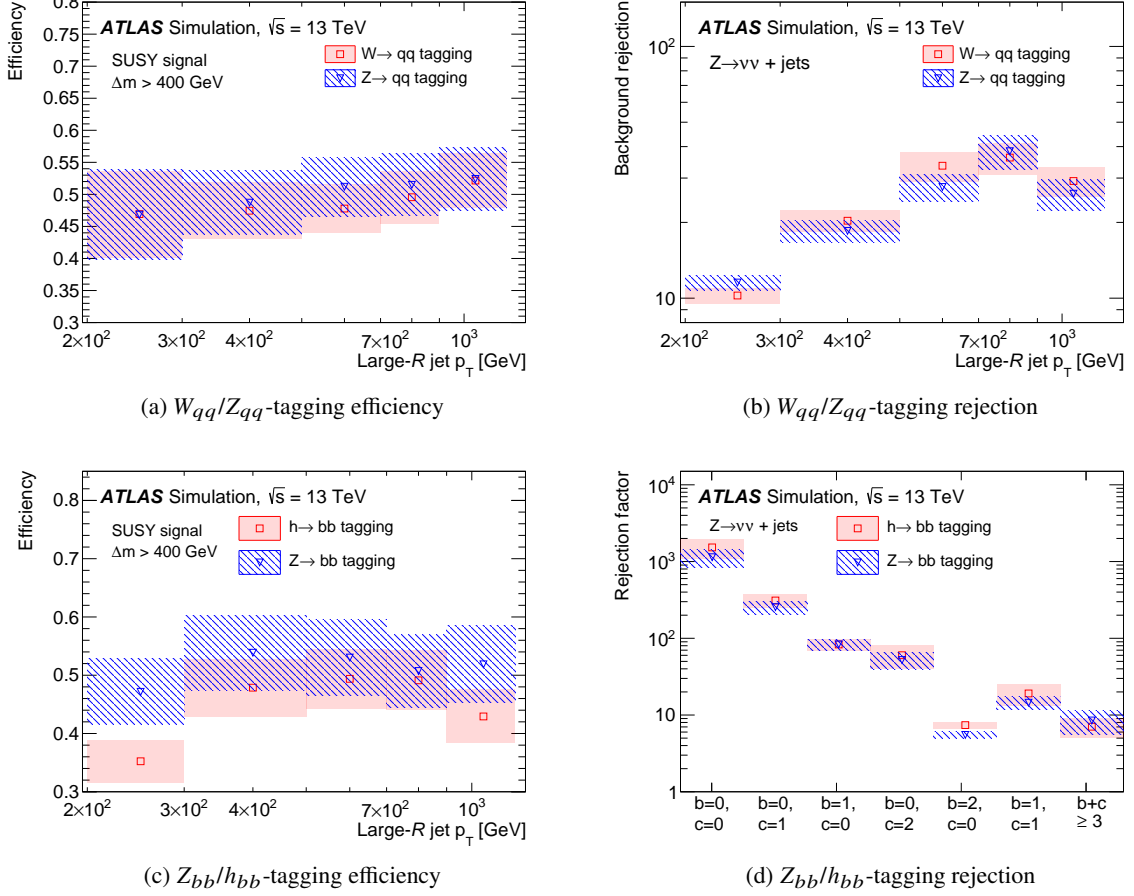 Efficiency
0.8
0.75
0.7
0.65
0.6
0.55
0.5
0.45
0.4
0.35
0.3
ATLAS Simulation, √s = 13 TeV
SUSY signal
Δm > 400 GeV
W→ qq tagging
Z→ qq tagging
2×10² 3×10² 4×10² 7×10² 10³
Large-R jet p_T [GeV]
(a) W_qq/Z_qq-tagging efficiency
Background rejection
10²
10
ATLAS Simulation, √s = 13 TeV
Z→νν + jets
W→ qq tagging
Z→ qq tagging
2×10² 3×10² 4×10² 7×10² 10³
Large-R jet p_T [GeV]
(b) W_qq/Z_qq-tagging rejection
Efficiency
0.8
0.7
0.6
0.5
0.4
0.3
ATLAS Simulation, √s = 13 TeV
SUSY signal
Δm > 400 GeV
h→ bb tagging
Z→ bb tagging
2×10² 3×10² 4×10² 7×10² 10³
Large-R jet p_T [GeV]
(c) Z_bb/h_bb-tagging efficiency
Rejection factor
10⁴
10³
10²
10
1
ATLAS Simulation, √s = 13 TeV
Z→νν + jets
h→ bb tagging
Z→ bb tagging
b=0, b=0, b=1, b=0, b=2, b=1, b+c
c=0 c=1 c=0 c=2 c=0 c=1 ≥ 3
(d) Z_bb/h_bb-tagging rejection